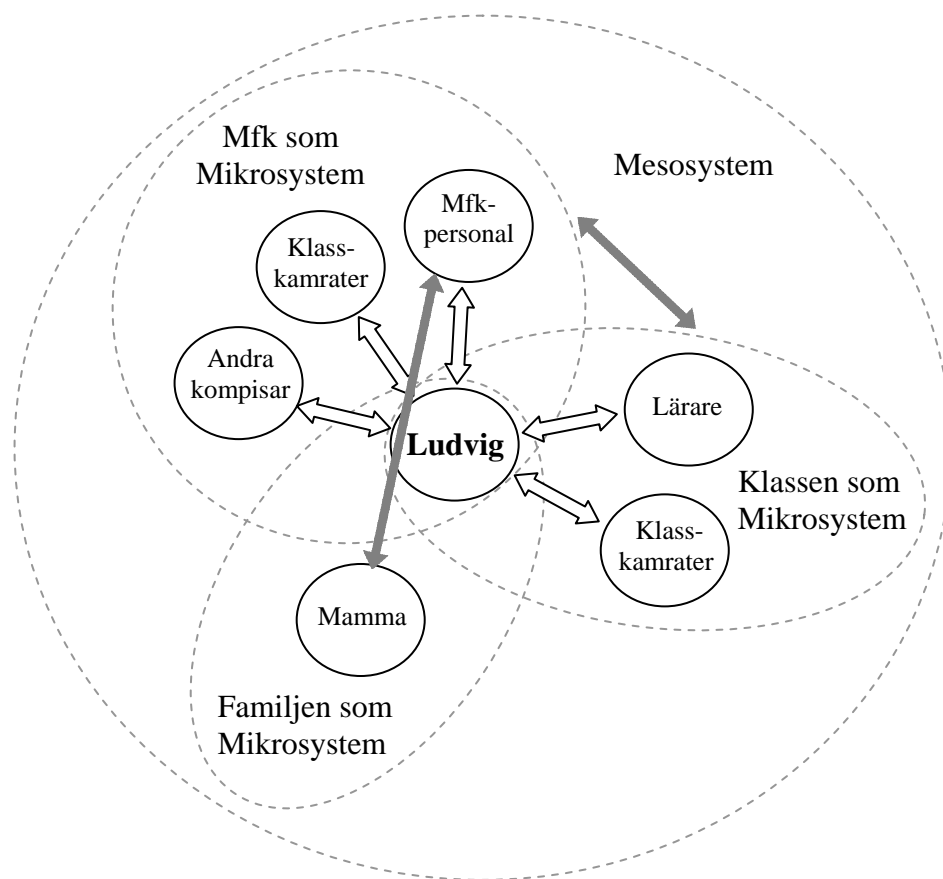 Mfk som
Mikrosystem
Mesosystem
Mfk-
personal
Klass-
kamrater
Andra
kompisar
Lärare
Ludvig
Klassen som
Mikrosystem
Klass-
kamrater
Mamma
Familjen som
Mikrosystem